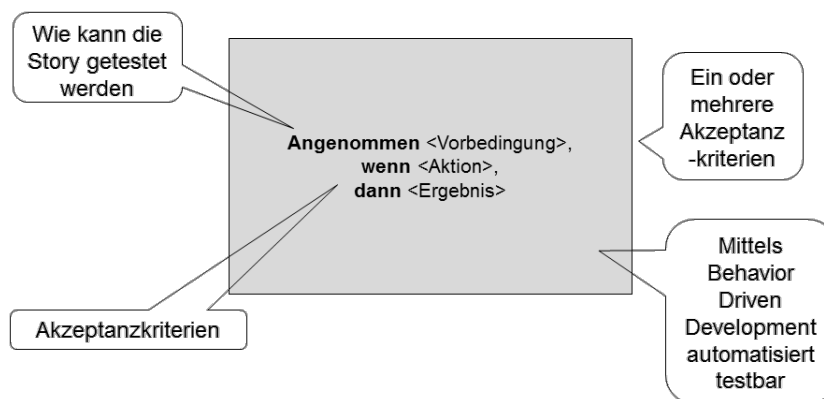 Wie kann die
Story getestet
werden
Angenommen <Vorbedingung>,
wenn <Aktion>,
dann <Ergebnis>
Ein oder
mehrere
Akzeptanz
-kriterien
Akzeptanzkriterien
Mittels
Behavior
Driven
Development
automatisiert
testbar